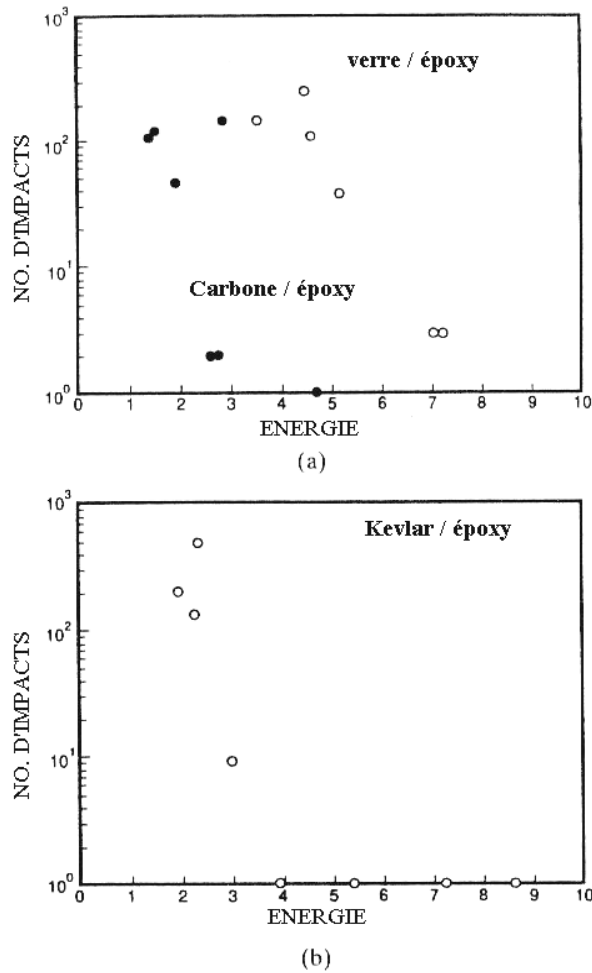 10³
verre / époxy
10²
NO. D'IMPACTS
10¹
Carbone / époxy
10⁰
0 1 2 3 4 5 6 7 8 9 10
ENERGIE
(a)
10³
Kevlar / époxy
10²
NO. D'IMPACTS
10¹
10⁰
0 1 2 3 4 5 6 7 8 9 10
ENERGIE
(b)